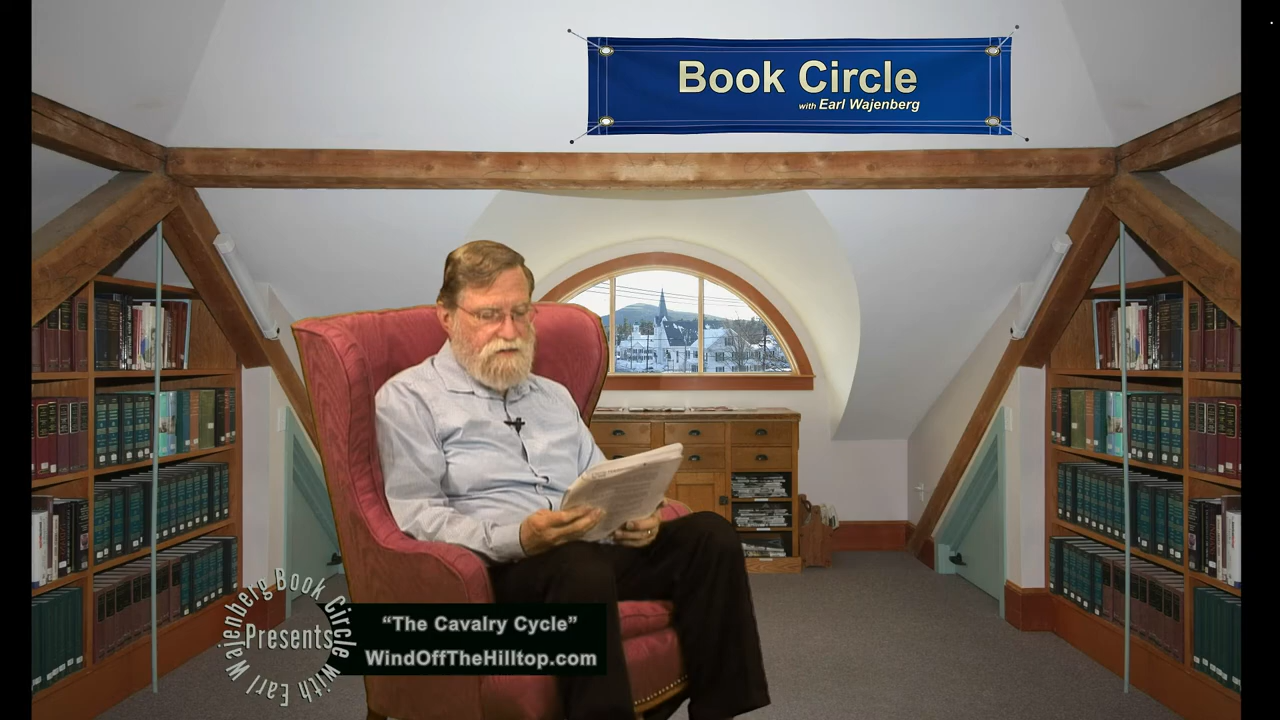 Book Circle
with Earl Wajenberg
Book Circle with Earl Wajenberg
Presents
“The Cavalry Cycle”
WindOffTheHilltop.com